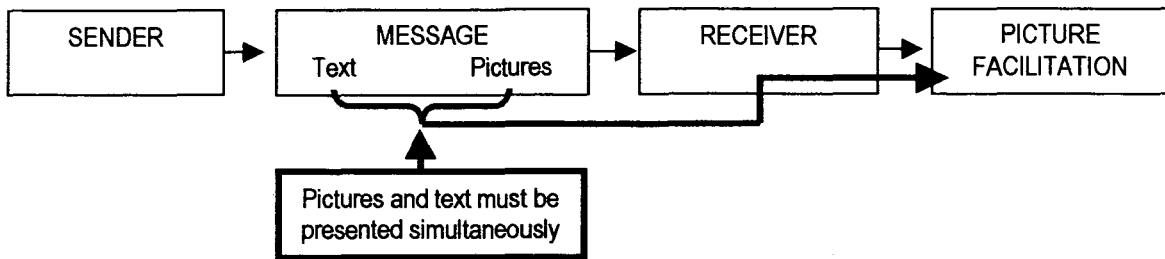 SENDER
MESSAGE
Text Pictures
RECEIVER
PICTURE
FACILITATION
Pictures and text must be
presented simultaneously